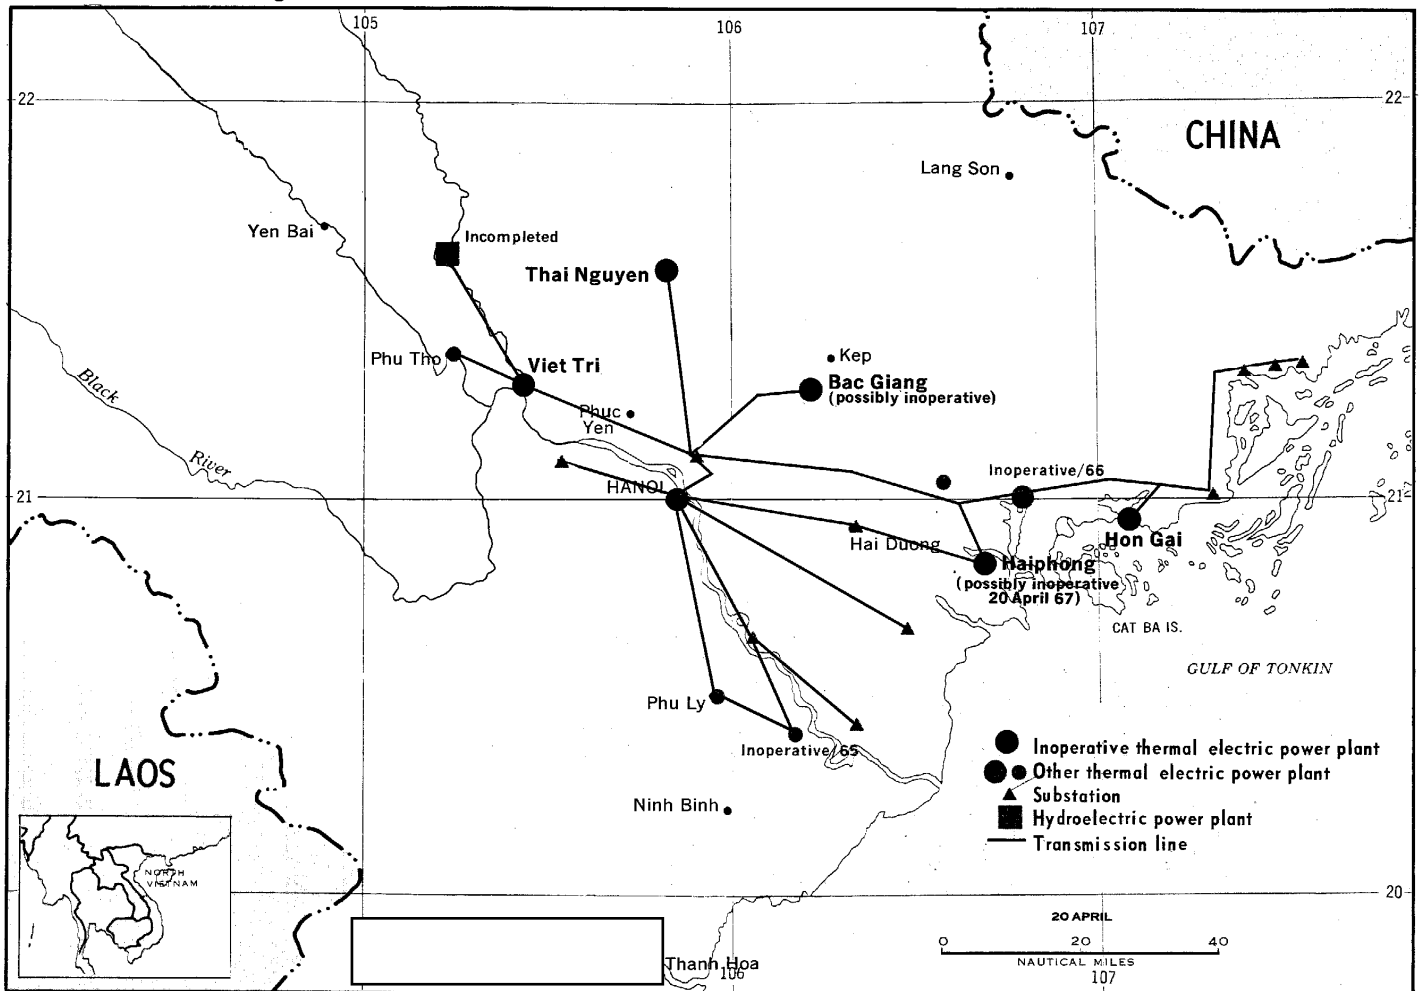 105
106
107
22
22
CHINA
Lang Son
Yen Bai
Incompleted
Thai Nguyen
Phu Tho
Viet Tri
Kep
Bac Giang
(possibly inoperative)
Phuc
Yen
Black
River
Inoperative/66
21
HANOI
21
Hai Duong
Hon Gai
Haiphong
(possibly inoperative
20 April 67)
CAT BA IS.
GULF OF TONKIN
Phu Ly
Inoperative/65
LAOS
Ninh Binh
Inoperative thermal electric power plant
Other thermal electric power plant
Substation
Hydroelectric power plant
Transmission line
NORTH
VIETNAM
20
20 APRIL
0 20 40
NAUTICAL MILES
Thanh Hoa
106
107